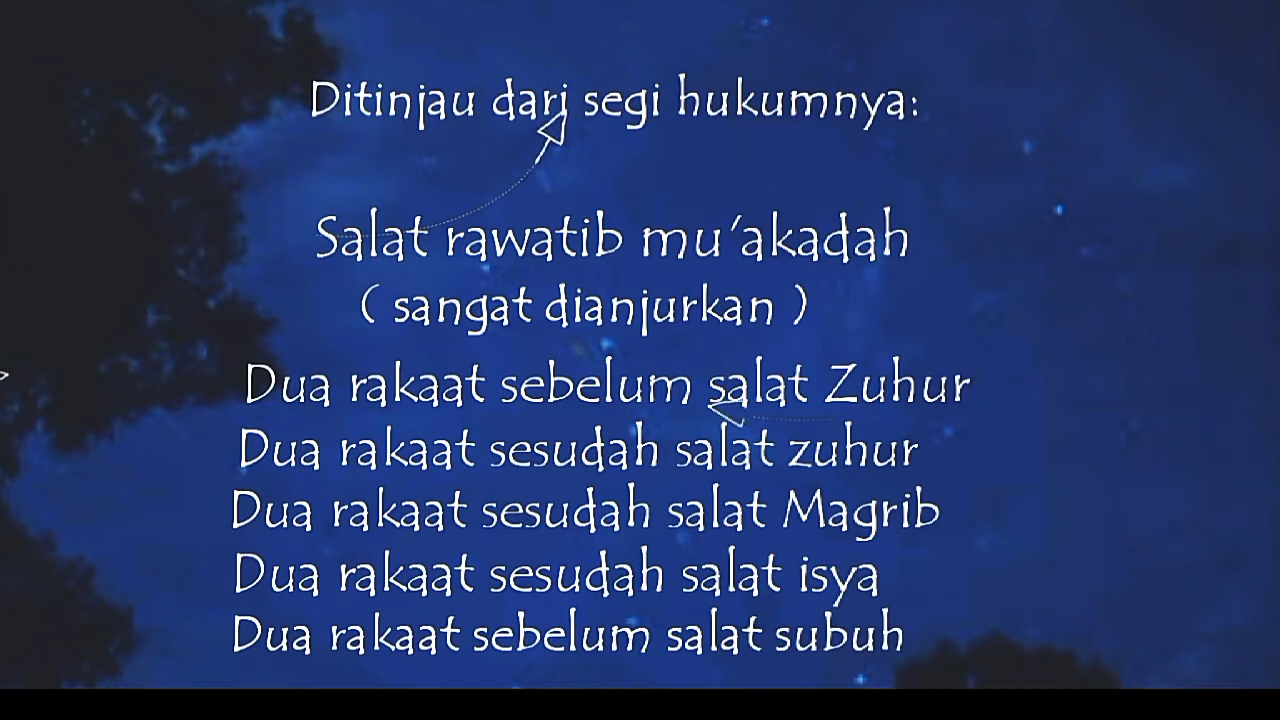 Ditinjau dari segi hukumnya:
Salat rawatib mu'akadah
( sangat dianjurkan )
Dua rakaat sebelum salat Zuhur
Dua rakaat sesudah salat zuhur
Dua rakaat sesudah salat Magrib
Dua rakaat sesudah salat isya
Dua rakaat sebelum salat subuh